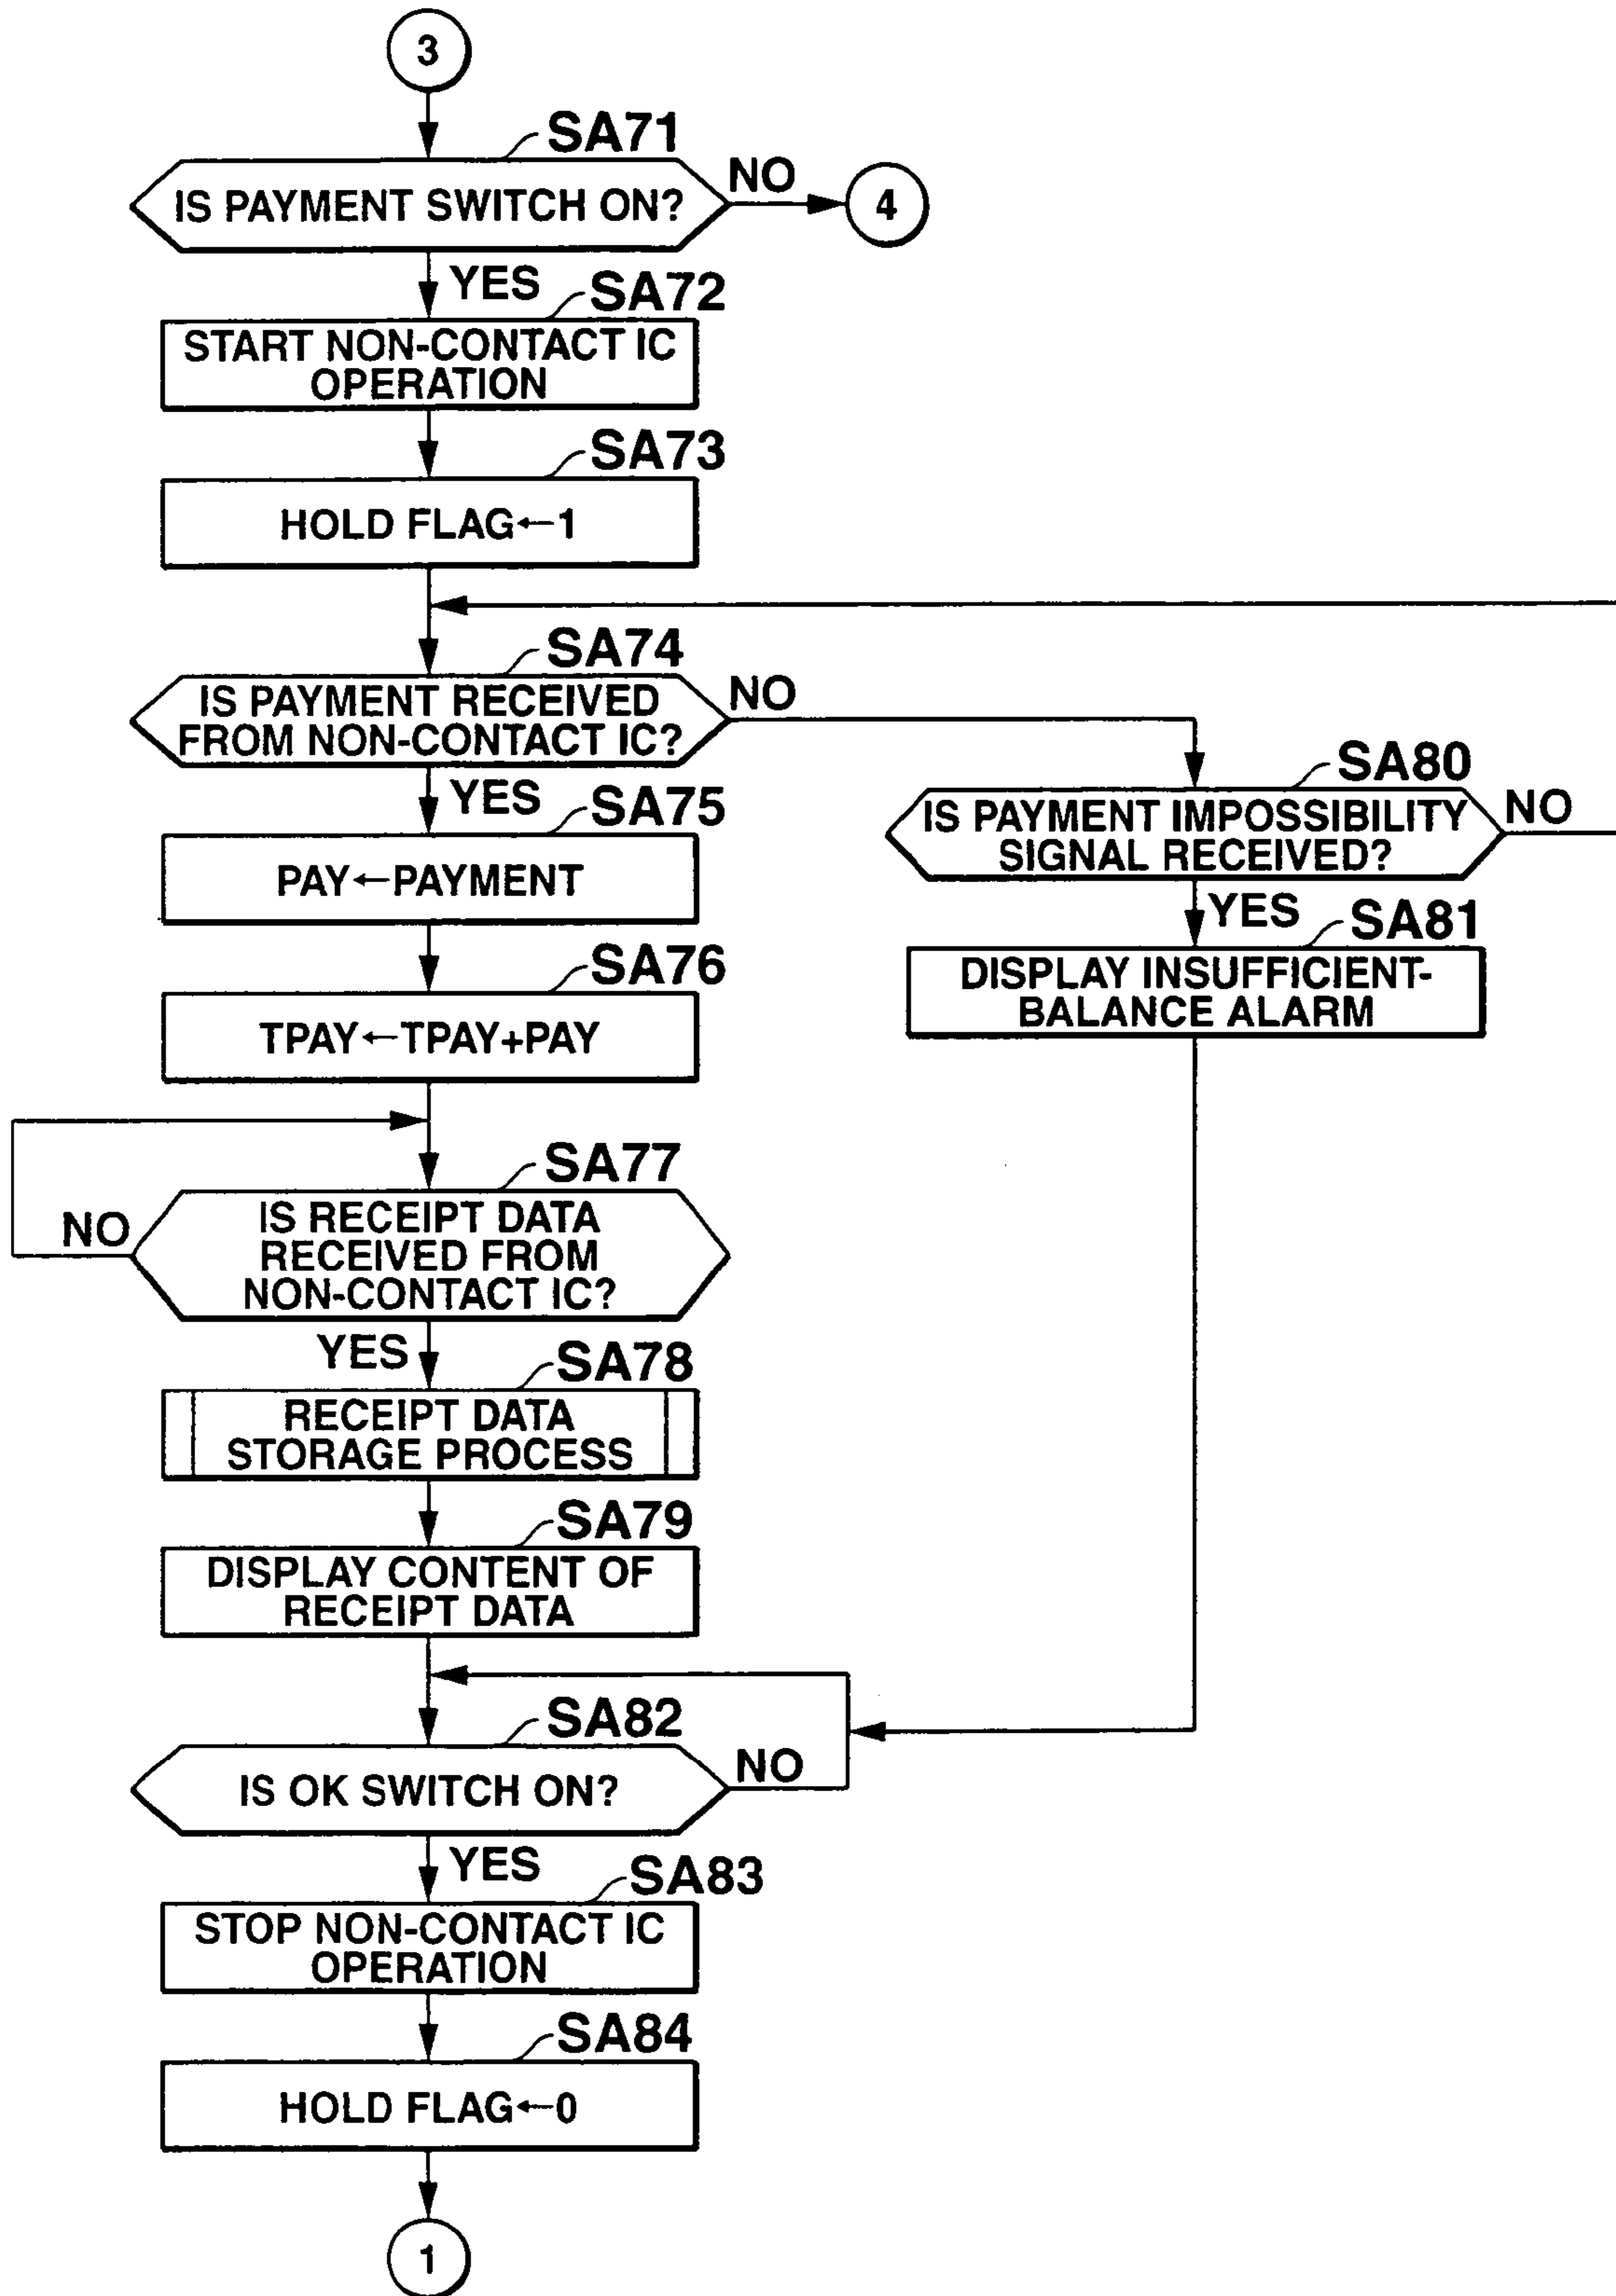 3
SA71
IS PAYMENT SWITCH ON?
NO
4
YES
SA72
START NON-CONTACT IC
OPERATION
SA73
HOLD FLAG←1
SA74
IS PAYMENT RECEIVED
FROM NON-CONTACT IC?
NO
YES
SA80
IS PAYMENT IMPOSSIBILITY
SIGNAL RECEIVED?
NO
YES
SA75
PAY←PAYMENT
SA81
DISPLAY INSUFFICIENT-
BALANCE ALARM
SA76
TPAY←TPAY+PAY
SA77
IS RECEIPT DATA
RECEIVED FROM
NON-CONTACT IC?
NO
YES
SA78
RECEIPT DATA
STORAGE PROCESS
SA79
DISPLAY CONTENT OF
RECEIPT DATA
SA82
IS OK SWITCH ON?
NO
YES
SA83
STOP NON-CONTACT IC
OPERATION
SA84
HOLD FLAG←0
1